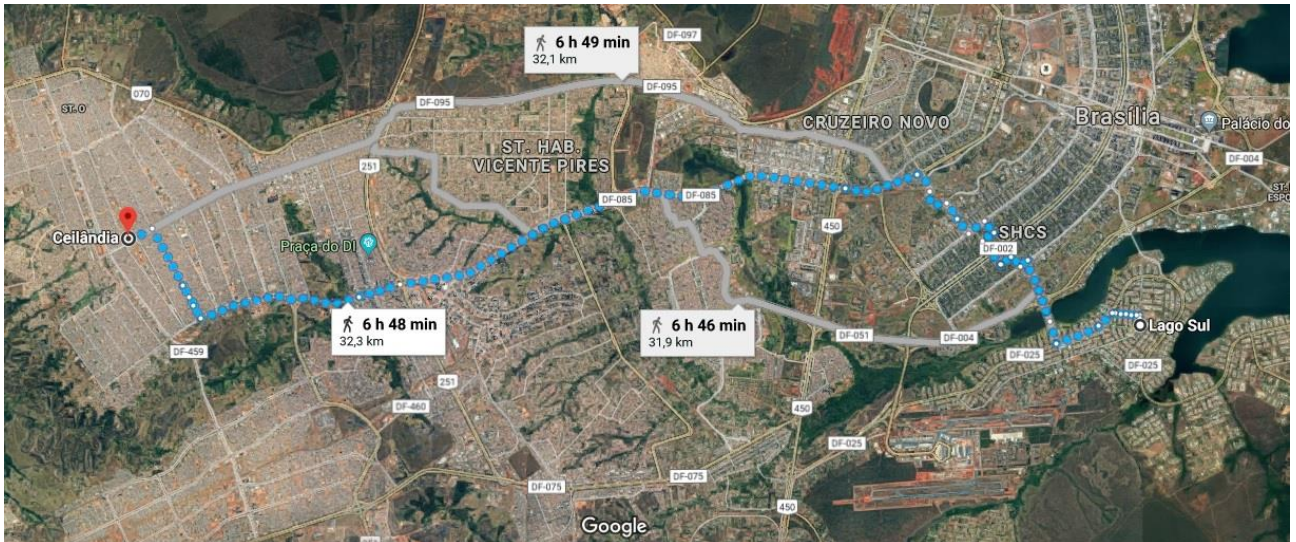 6 h 49 min
32,1 km
DF-097
070
ST. O
DF-095
DF-095
CRUZEIRO NOVO
Brasília
Palácio do
ST. HAB.
VICENTE PIRES
251
DF-004
DF-085
DF-085
ST.
ESPO
Ceilândia
Praça do DI
450
SHCS
DF-002
6 h 48 min
32,3 km
6 h 46 min
31,9 km
Lago Sul
DF-459
DF-051
DF-004
DF-025
DF-025
251
DF-460
450
DF-025
DF-075
DF-075
450
Google